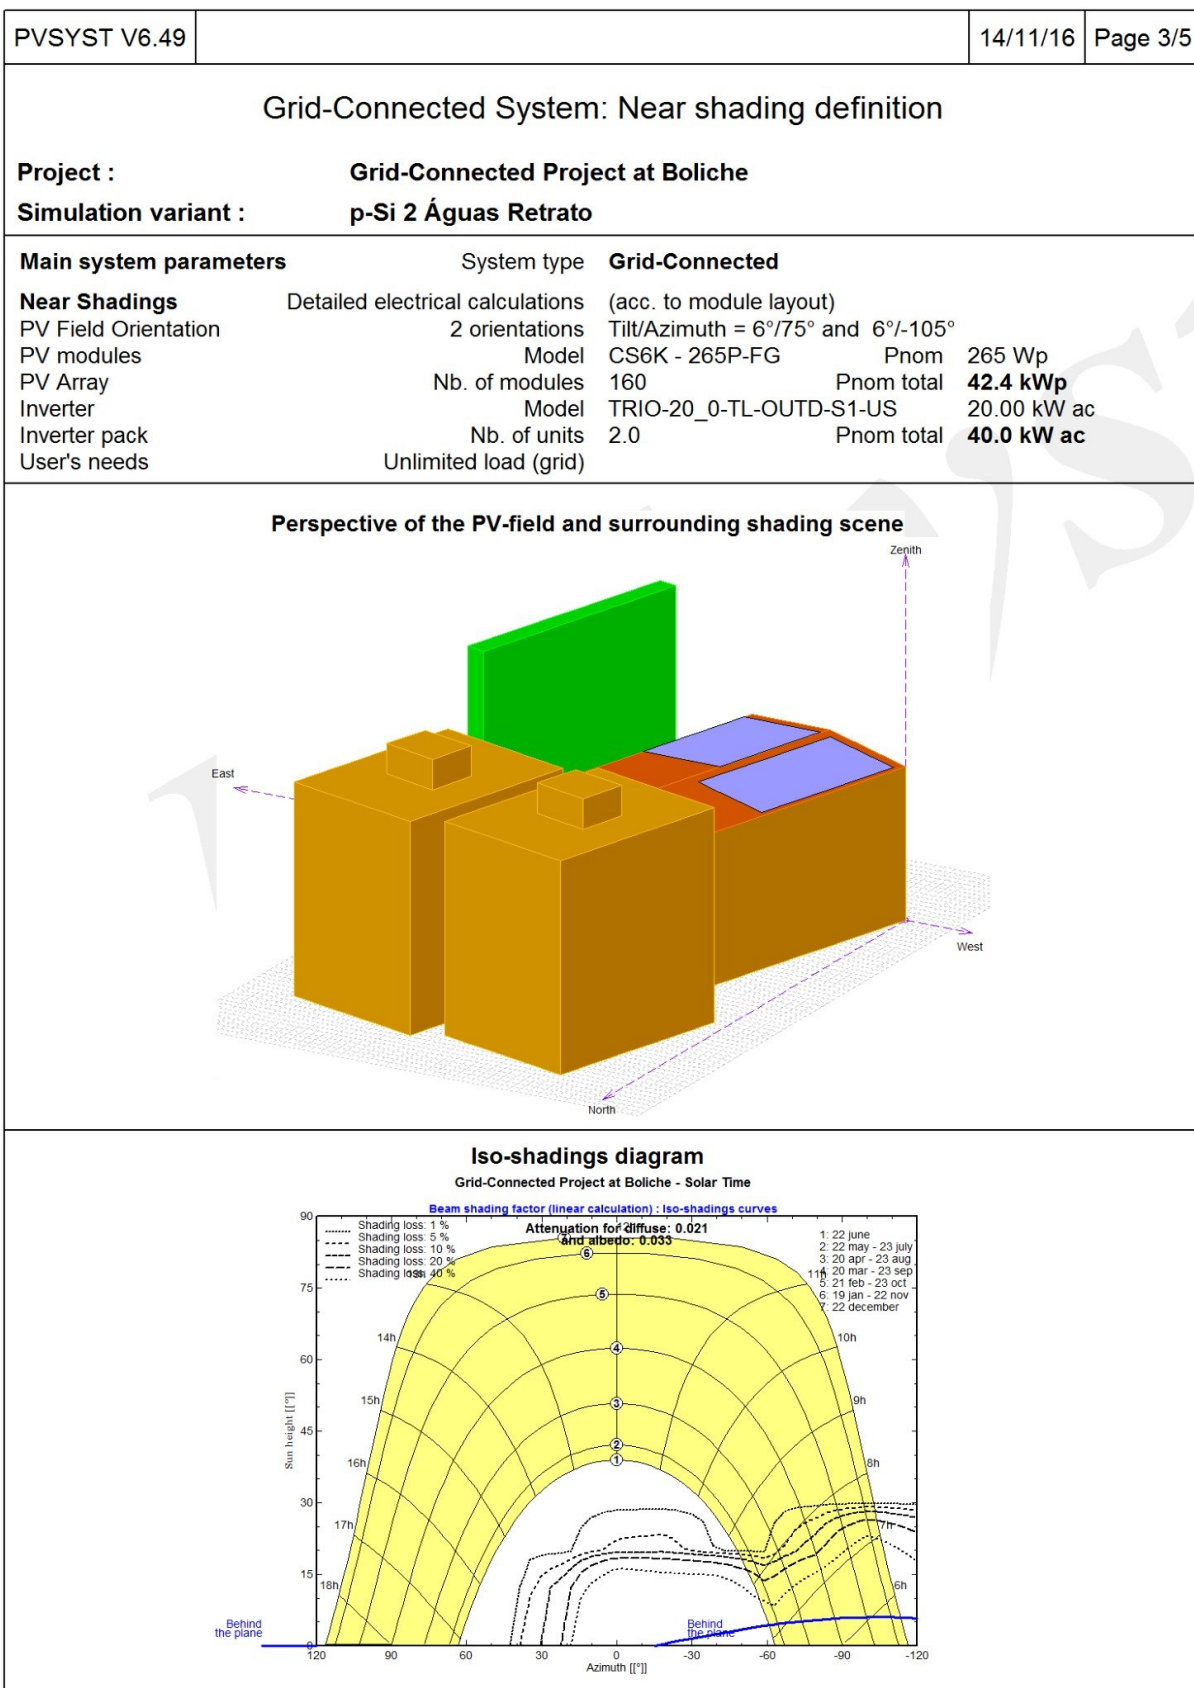 PVSYST V6.49 14/11/16 Page 3/5
Grid-Connected System: Near shading definition
Project : Grid-Connected Project at Boliche
Simulation variant : p-Si 2 Águas Retrato
Main system parameters System type Grid-Connected
Near Shadings Detailed electrical calculations (acc. to module layout)
PV Field Orientation 2 orientations Tilt/Azimuth = 6°/75° and 6°/-105°
PV modules Model CS6K - 265P-FG Pnom 265 Wp
PV Array Nb. of modules 160 Pnom total 42.4 kWp
Inverter Model TRIO-20_0-TL-OUTD-S1-US 20.00 kW ac
Inverter pack Nb. of units 2.0 Pnom total 40.0 kW ac
User's needs Unlimited load (grid)
Perspective of the PV-field and surrounding shading scene
Zenith
East
West
North
Iso-shadings diagram
Grid-Connected Project at Boliche - Solar Time
Beam shading factor (linear calculation) : Iso-shadings curves
Attenuation for diffuse: 0.021
and albedo: 0.033
Shading loss: 1 %
Shading loss: 5 %
Shading loss: 10 %
Shading loss: 20 %
Shading loss: 40 %
1: 22 june
2: 22 may - 23 july
3: 20 apr - 23 aug
4: 20 mar - 23 sep
5: 21 feb - 23 oct
6: 19 jan - 22 nov
7: 22 december
12h
13h 11h
14h 10h
15h 9h
16h 8h
17h 7h
18h 6h
7
6
5
4
3
2
1
90
75
60
45
30
15
0
Sun height [[°]]
Behind
the plane
Behind
the plane
120 90 60 30 0 -30 -60 -90 -120
Azimuth [[°]]